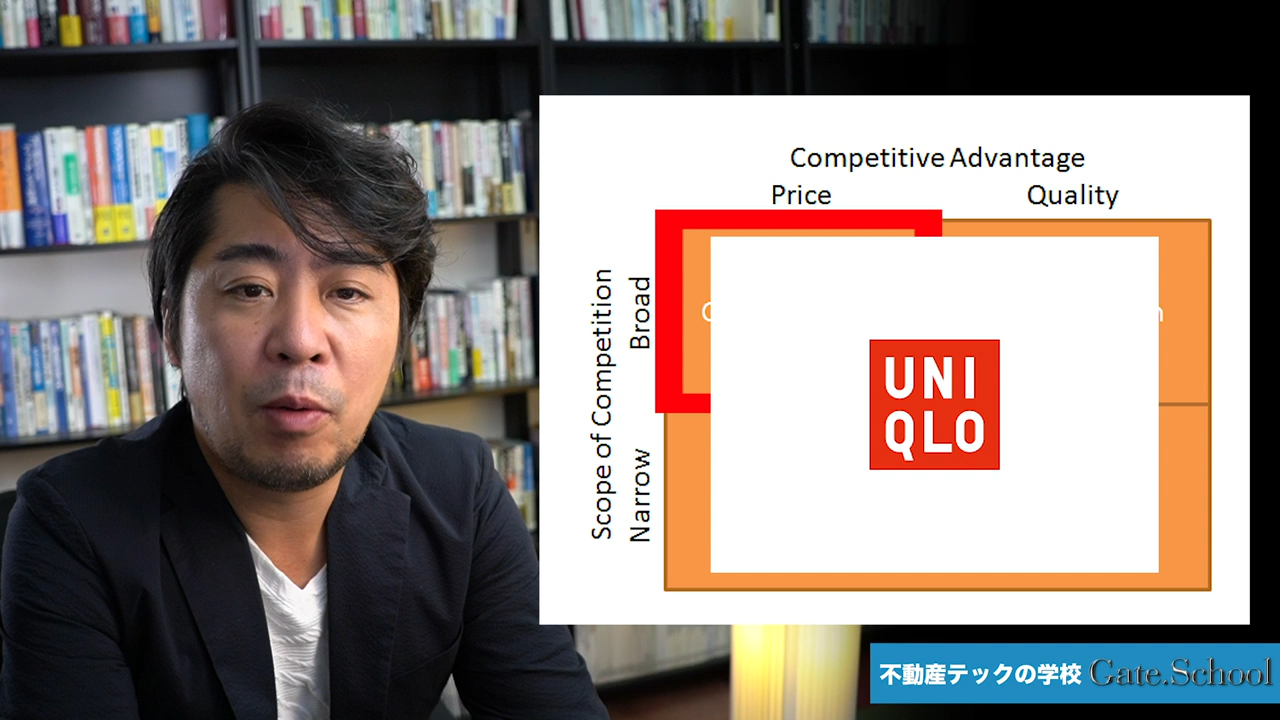 Competitive Advantage
Price
Quality
Scope of Competition
Broad
Narrow
UNI
QLO
不動産テックの学校 Gate.School